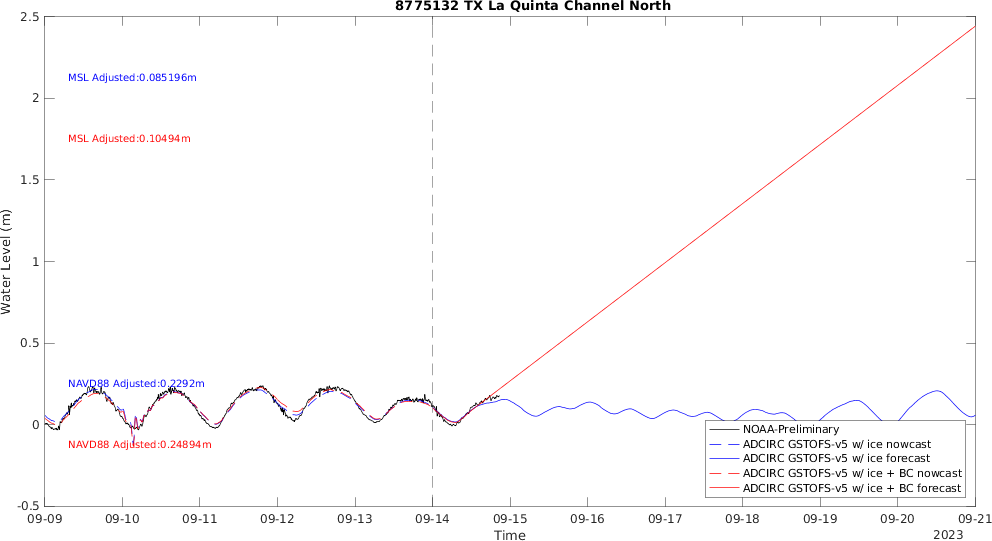 8775132 TX La Quinta Channel North
2.5
2
1.5
1
0.5
0
-0.5
Water Level (m)
MSL Adjusted:0.085196m
MSL Adjusted:0.10494m
NAVD88 Adjusted:0.2292m
NAVD88 Adjusted:0.24894m
NOAA-Preliminary
ADCIRC GSTOFS-v5 w/ ice nowcast
ADCIRC GSTOFS-v5 w/ ice forecast
ADCIRC GSTOFS-v5 w/ ice + BC nowcast
ADCIRC GSTOFS-v5 w/ ice + BC forecast
09-09 09-10 09-11 09-12 09-13 09-14 09-15 09-16 09-17 09-18 09-19 09-20 09-21
Time
2023